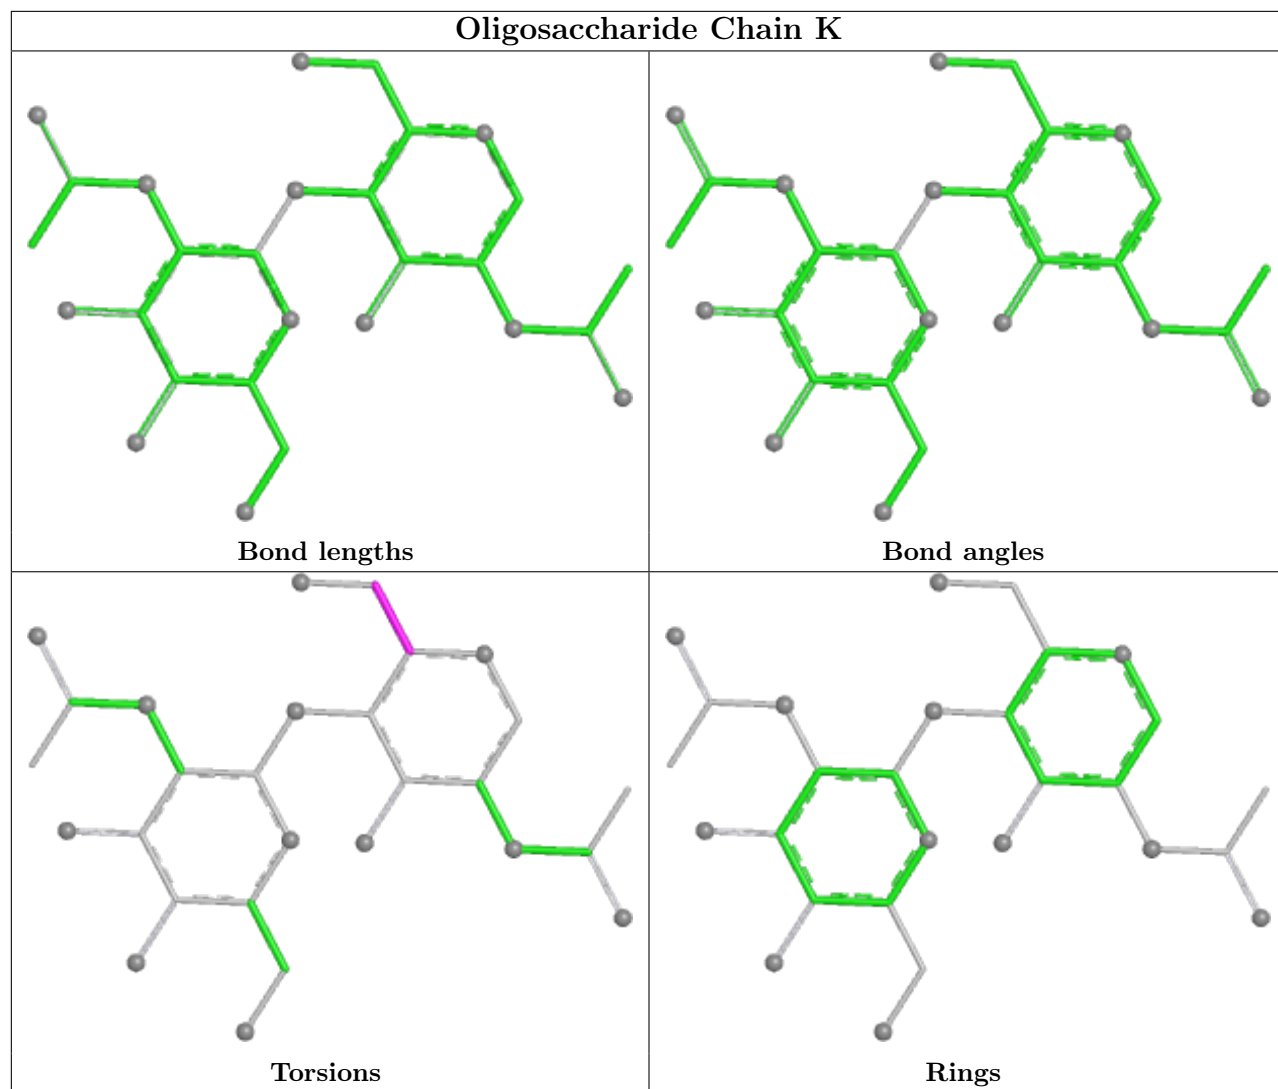 Oligosaccharide Chain K
Bond lengths
Bond angles
Torsions
Rings